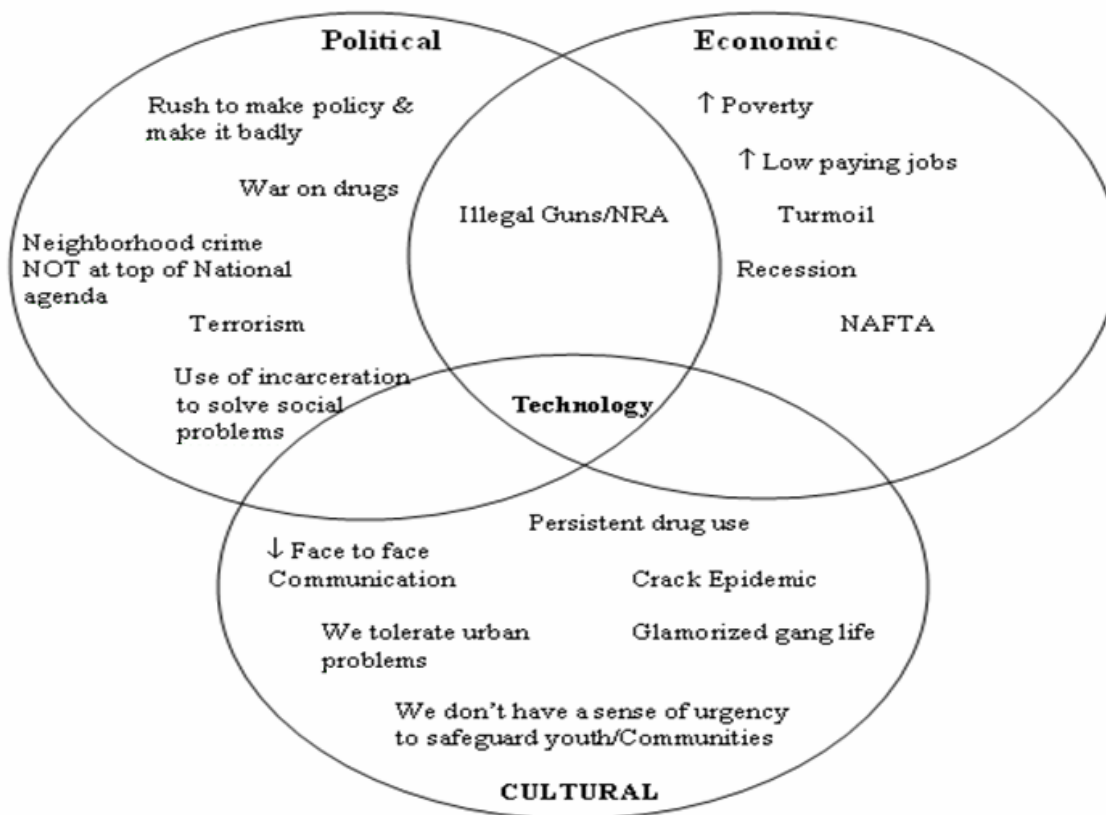 Political
Rush to make policy &
make it badly
War on drugs
Neighborhood crime
NOT at top of National
agenda
Terrorism
Use of incarceration
to solve social
problems
Economic
↑ Poverty
↑ Low paying jobs
Turmoil
Recession
NAFTA
Illegal Guns/NRA
Technology
Persistent drug use
↓ Face to face
Communication
Crack Epidemic
We tolerate urban
problems
Glamorized gang life
We don't have a sense of urgency
to safeguard youth/Communities
CULTURAL